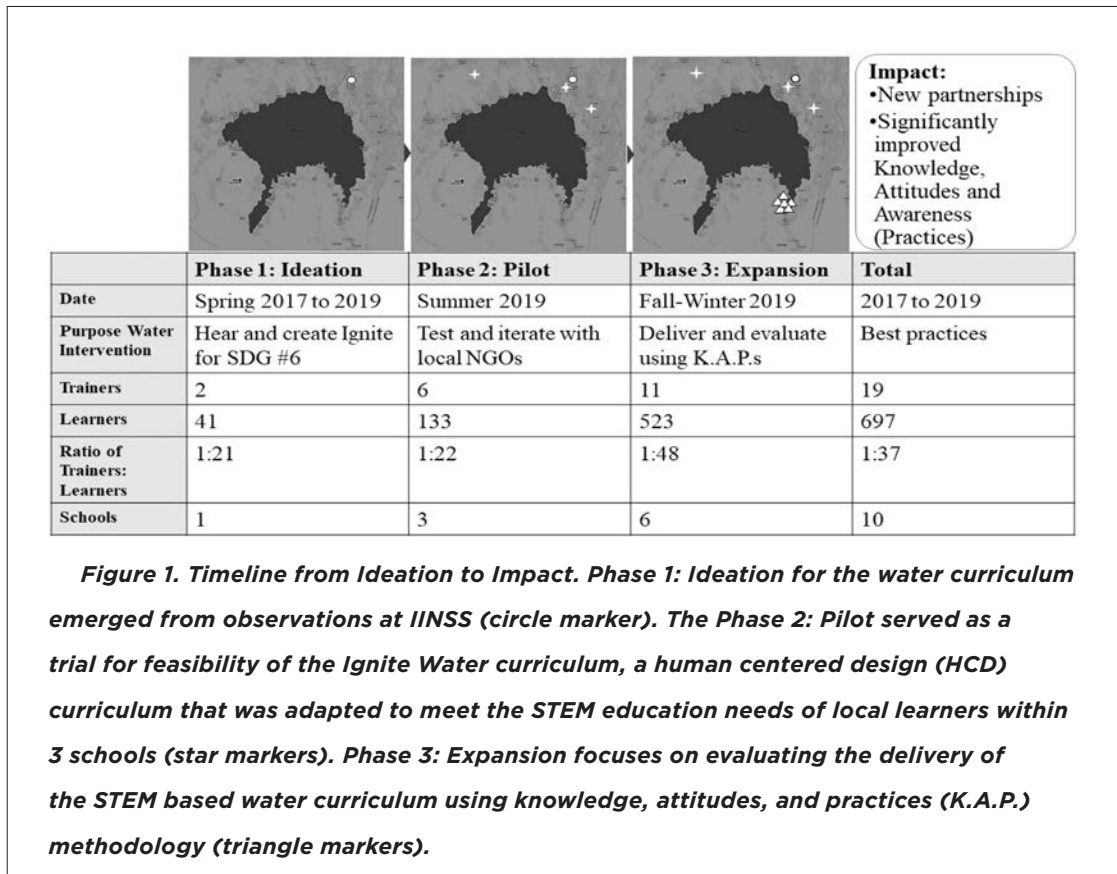 Impact:
•New partnerships
•Significantly
improved
Knowledge,
Attitudes and
Awareness
(Practices)
Phase 1: Ideation Phase 2: Pilot Phase 3: Expansion Total
Date Spring 2017 to 2019 Summer 2019 Fall-Winter 2019 2017 to 2019
Purpose Water Intervention Hear and create Ignite for SDG #6 Test and iterate with local NGOs Deliver and evaluate using K.A.P.s Best practices
Trainers 2 6 11 19
Learners 41 133 523 697
Ratio of Trainers: Learners 1:21 1:22 1:48 1:37
Schools 1 3 6 10
Figure 1. Timeline from Ideation to Impact. Phase 1: Ideation for the water curriculum
emerged from observations at IINSS (circle marker). The Phase 2: Pilot served as a
trial for feasibility of the Ignite Water curriculum, a human centered design (HCD)
curriculum that was adapted to meet the STEM education needs of local learners within
3 schools (star markers). Phase 3: Expansion focuses on evaluating the delivery of
the STEM based water curriculum using knowledge, attitudes, and practices (K.A.P.)
methodology (triangle markers).